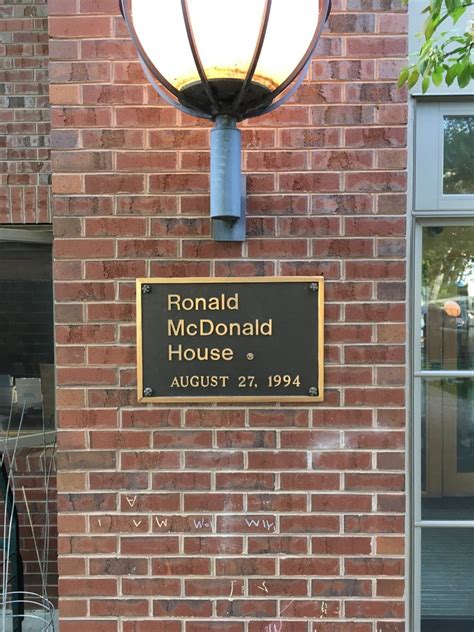 Ronald
McDonald
House ®
AUGUST 27, 1994